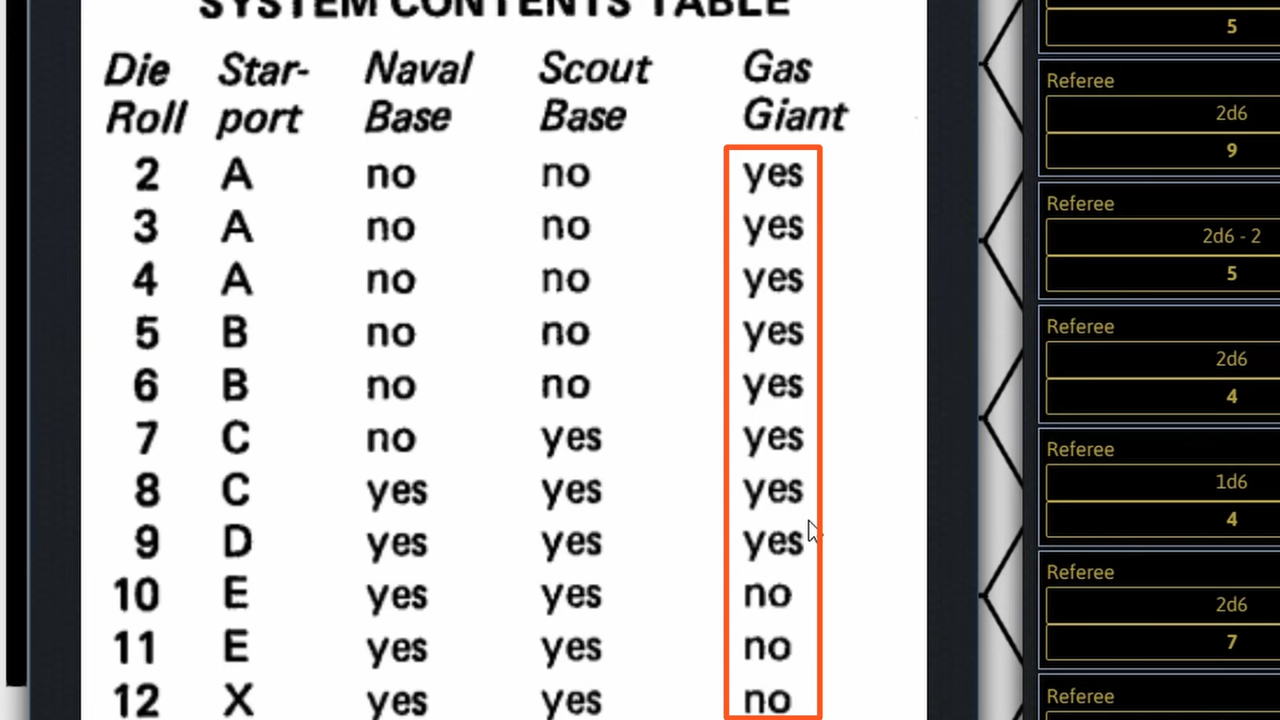 SYSTEM CONTENTS TABLE
Die Roll Star- port Naval Base Scout Base Gas Giant
2 A no no yes
3 A no no yes
4 A no no yes
5 B no no yes
6 B no no yes
7 C no yes yes
8 C yes yes yes
9 D yes yes yes
10 E yes yes no
11 E yes yes no
12 X yes yes no
5
Referee
2d6
9
Referee
2d6 - 2
5
Referee
2d6
4
Referee
1d6
4
Referee
2d6
7
Referee